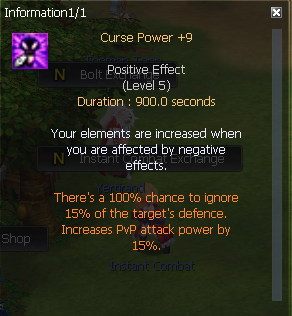 Information1/1
Curse Power +9
Positive Effect
(Level 5)
Duration : 900.0 seconds
N Bolt Exchange
Your elements are increased when
you are affected by negative
effects.
N Instant Combat Exchange
There's a 100% chance to ignore
15% of the target's defence.
Increases PvP attack power by
15%.
Shop
Instant Combat